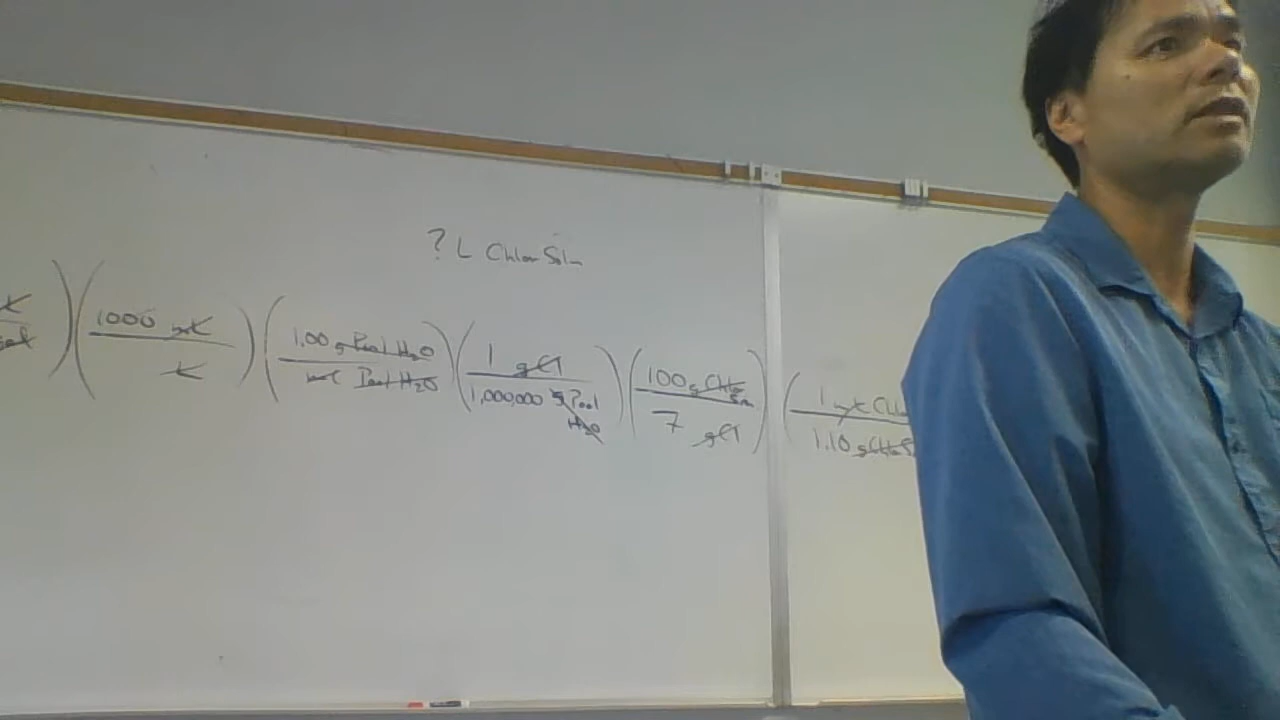 ? L Chlor Soln
1000 mL 1.00 g Pool H₂O 1 g Cl 100 g Chlor Soln 1 mL Chlor
L mL Pool H₂O 1,000,000 g Pool H₂O 7 g Cl 1.10 g Chlor